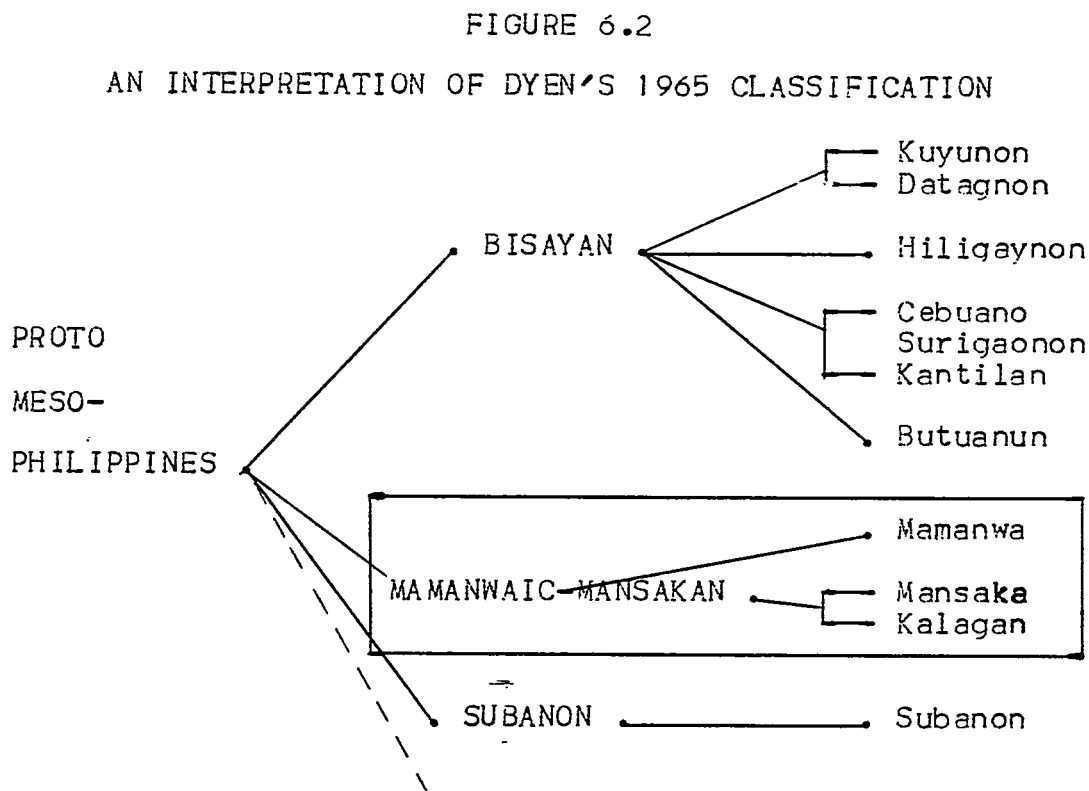 FIGURE 6.2
AN INTERPRETATION OF DYEN'S 1965 CLASSIFICATION
Kuyunon
Datagnon
BISAYAN
Hiligaynon
Cebuano
PROTO
Surigaonon
Kantilan
MESO-
Butuanun
PHILIPPINES
Mamanwa
MAMANWAIC-MANSAKAN
Mansaka
Kalagan
SUBANON
Subanon